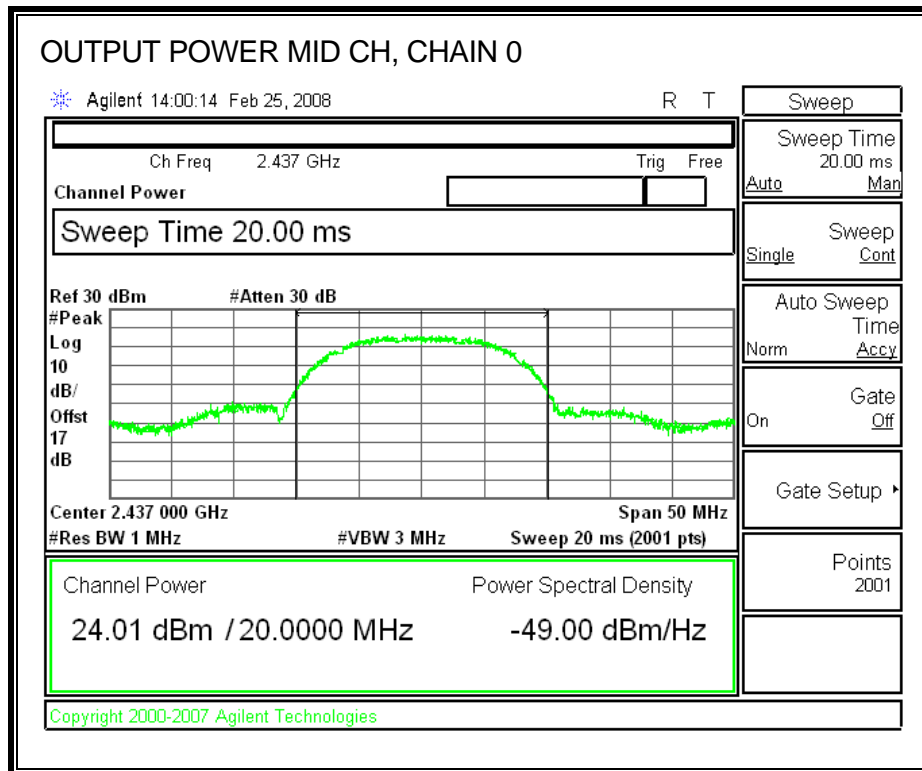 OUTPUT POWER MID CH, CHAIN 0
Agilent 14:00:14 Feb 25, 2008 R T
Ch Freq 2.437 GHz Trig Free
Channel Power
Sweep Time 20.00 ms
Ref 30 dBm #Atten 30 dB
#Peak
Log
10
dB/
Offst
17
dB
Center 2.437 000 GHz Span 50 MHz
#Res BW 1 MHz #VBW 3 MHz Sweep 20 ms (2001 pts)
Channel Power Power Spectral Density
24.01 dBm / 20.0000 MHz -49.00 dBm/Hz
Copyright 2000-2007 Agilent Technologies
Sweep
Sweep Time
20.00 ms
Auto Man
Sweep
Single Cont
Auto Sweep
Time
Norm Accy
Gate
On Off
Gate Setup
Points
2001